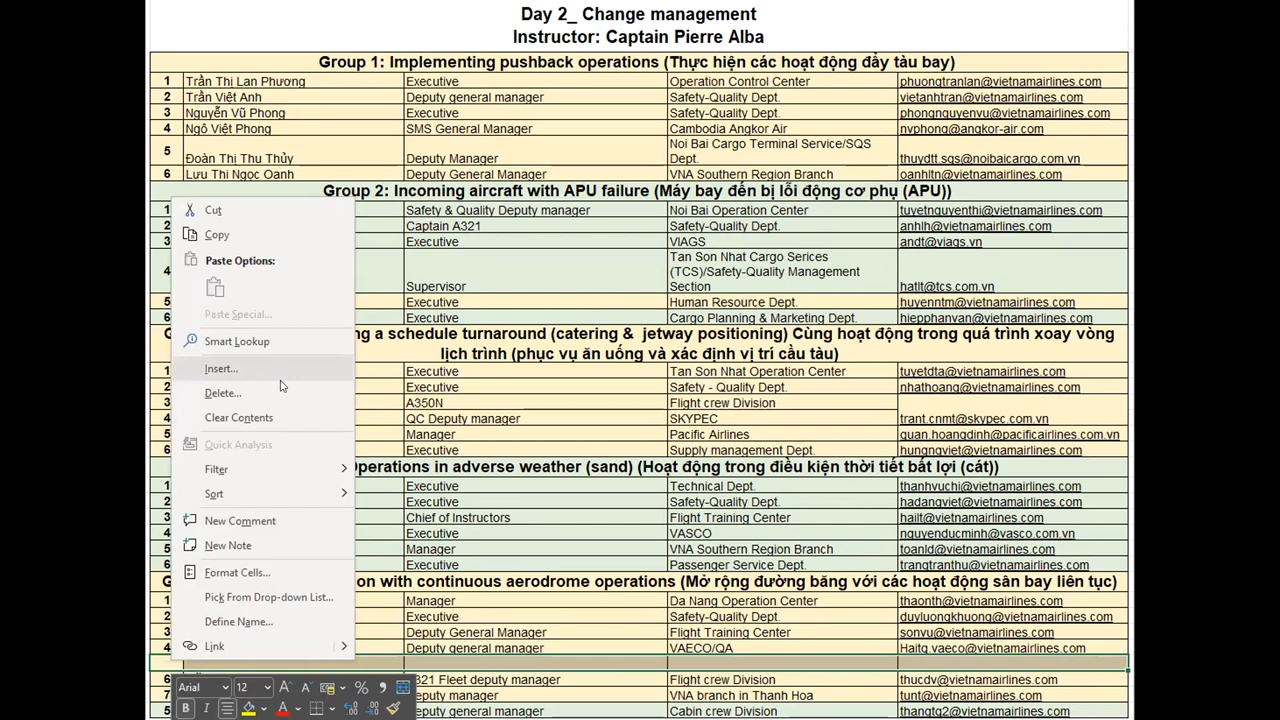 Day 2_ Change management
Instructor: Captain Pierre Alba
Group 1: Implementing pushback operations (Thực hiện các hoạt động đẩy tàu bay)
1 Trần Thị Lan Phương Executive Operation Control Center phuongtranlan@vietnamairlines.com
2 Trần Việt Anh Deputy general manager Safety-Quality Dept. vietanhtran@vietnamairlines.com
3 Nguyễn Vũ Phong Executive Safety-Quality Dept. phongnguyenvu@vietnamairlines.com
4 Ngô Việt Phong SMS General Manager Cambodia Angkor Air nvphong@angkor-air.com
5 Đoàn Thị Thu Thủy Deputy Manager Noi Bai Cargo Terminal Service/SQS
Dept. thuydtt.sqs@noibaicargo.com.vn
6 Lưu Thị Ngọc Oanh Deputy General Manager VNA Southern Region Branch oanhltn@vietnamairlines.com
Group 2: Incoming aircraft with APU failure (Máy bay đến bị lỗi động cơ phụ (APU))
1 Safety & Quality Deputy manager Noi Bai Operation Center tuyetnguyenthi@vietnamairlines.com
2 Captain A321 Safety-Quality Dept. anhlh@vietnamairlines.com
3 Executive VIAGS andt@viags.vn
4 Supervisor Tan Son Nhat Cargo Serices
(TCS)/Safety-Quality Management
Section hatlt@tcs.com.vn
5 Executive Human Resource Dept. huyenntm@vietnamairlines.com
6 Executive Cargo Planning & Marketing Dept. hiepphanvan@vietnamairlines.com
G g a schedule turnaround (catering & jetway positioning) Cùng hoạt động trong quá trình xoay vòng
lịch trình (phục vụ ăn uống và xác định vị trí cầu tàu)
1 Executive Tan Son Nhat Operation Center tuyetdta@vietnamairlines.com
2 Executive Safety - Quality Dept. nhathoang@vietnamairlines.com
3 A350N Flight crew Division
4 QC Deputy manager SKYPEC trant.cnmt@skypec.com.vn
5 Manager Pacific Airlines quan.hoangdinh@pacificairlines.com.vn
6 Executive Supply management Dept. hungngviet@vietnamairlines.com
Operations in adverse weather (sand) (Hoạt động trong điều kiện thời tiết bất lợi (cát))
1 Executive Technical Dept. thanhvuchi@vietnamairlines.com
2 Executive Safety-Quality Dept. hadangviet@vietnamairlines.com
3 Chief of Instructors Flight Training Center hailt@vietnamairlines.com
4 Executive VASCO nguyenducminh@vasco.com.vn
5 Manager VNA Southern Region Branch toanld@vietnamairlines.com
6 Executive Passenger Service Dept. trangtranthu@vietnamairlines.com
G on with continuous aerodrome operations (Mở rộng đường băng với các hoạt động sân bay liên tục)
1 Manager Da Nang Operation Center thaonth@vietnamairlines.com
2 Executive duyluongkhuong@vietnamairlines.com
3 Deputy General Manager Flight Training Center sonvu@vietnamairlines.com
4 Deputy general manager VAECO/QA Haitq.vaeco@vietnamairlines.com
6 321 Fleet deputy manager Flight crew Division thucdv@vietnamairlines.com
7 Deputy manager VNA branch in Thanh Hoa tunt@vietnamairlines.com
5 Deputy manager Cabin crew Division thangtq2@vietnamairlines.com
Cut
Copy
Paste Options:
Paste Special...
Smart Lookup
Insert...
Delete...
Clear Contents
Quick Analysis
Filter
Sort
New Comment
New Note
Format Cells...
Pick From Drop-down List...
Define Name...
Link
Arial 12 A A % ,
B I A